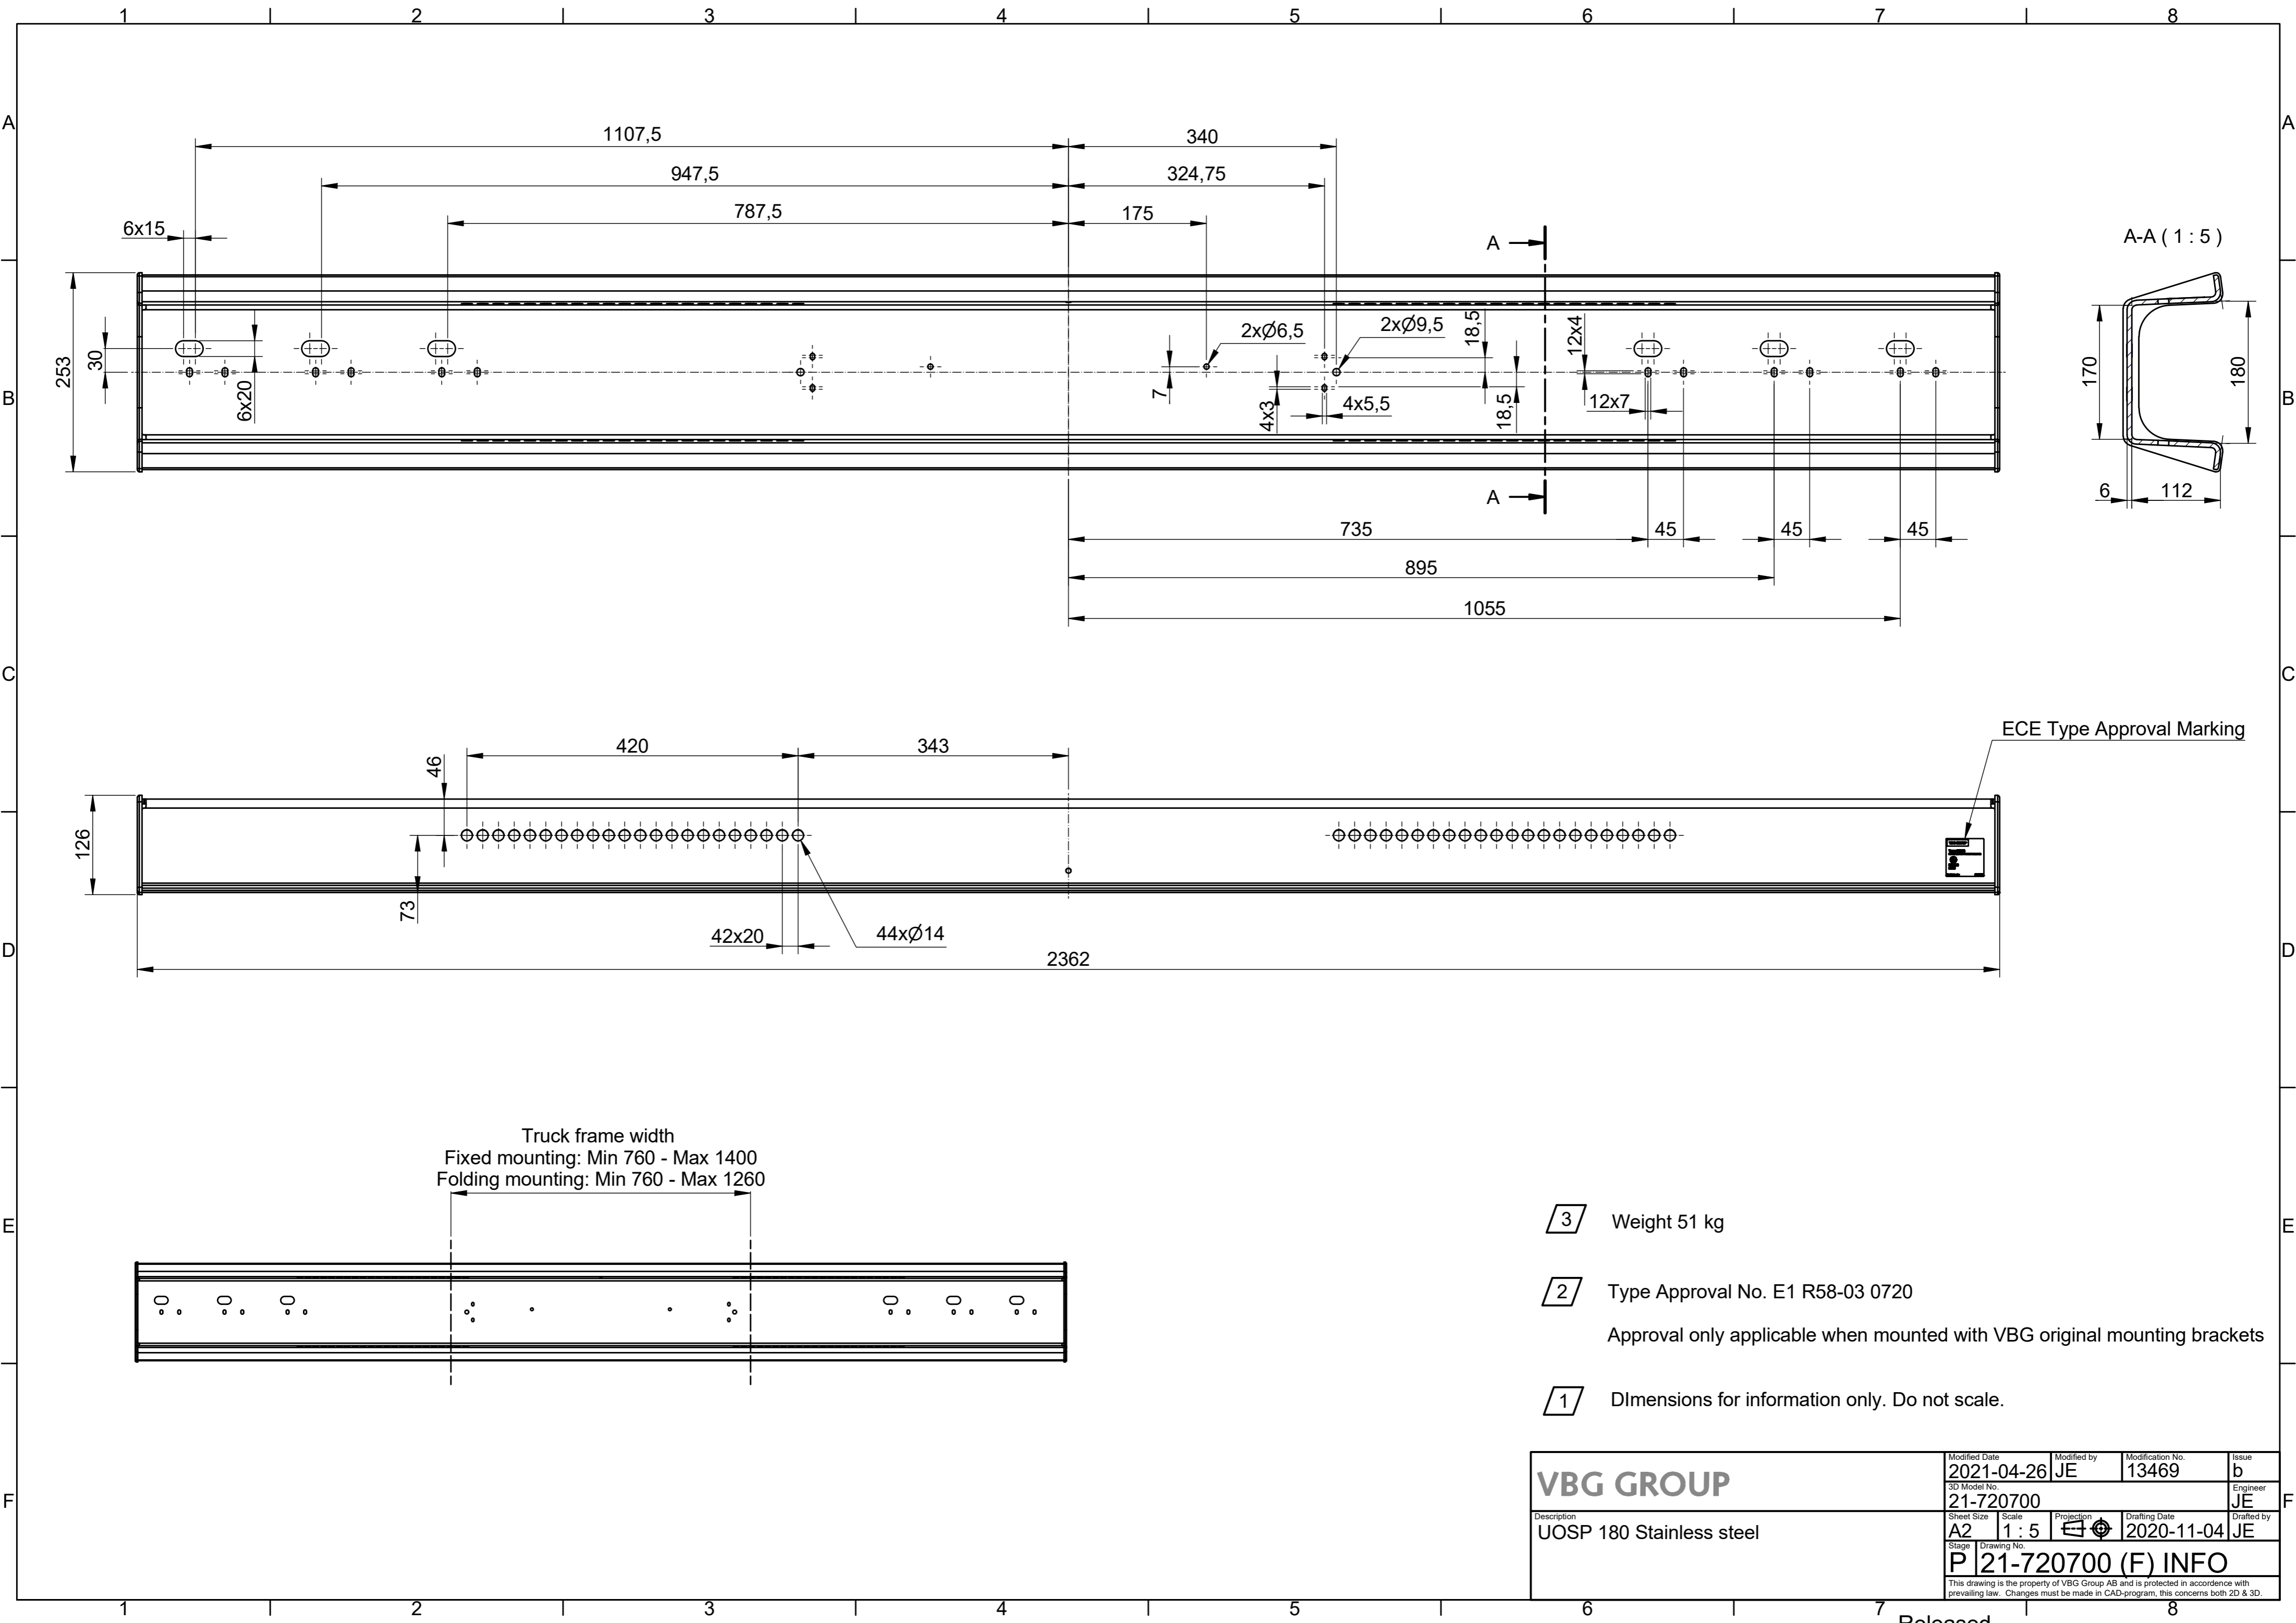 1 2 3 4 5 6 7 8
A A
1107,5 340
947,5 324,75
787,5 175
6x15
A
A-A ( 1 : 5 )
253
30
6x20
2xØ6,5
2xØ9,5
18,5
12x4
7
4x3
4x5,5
18,5
12x7
170
180
B B
A
6 112
735 45 45 45
895
1055
C C
ECE Type Approval Marking
420 343
46
126
73
42x20
44xØ14
D D
2362
Truck frame width
Fixed mounting: Min 760 - Max 1400
Folding mounting: Min 760 - Max 1260
E E
3 Weight 51 kg
2 Type Approval No. E1 R58-03 0720
Approval only applicable when mounted with VBG original mounting brackets
1 DImensions for information only. Do not scale.
F F
VBG GROUP
Description
UOSP 180 Stainless steel
Modified Date Modified by Modification No. Issue
2021-04-26 JE 13469 b
3D Model No. Engineer
21-720700 JE
Sheet Size Scale Projection Drafting Date Drafted by
A2 1 : 5 2020-11-04 JE
Stage Drawing No.
P 21-720700 (F) INFO
This drawing is the property of VBG Group AB and is protected in accordance with
prevailing law. Changes must be made in CAD-program, this concerns both 2D & 3D.
1 2 3 4 5 6 7 8
Released